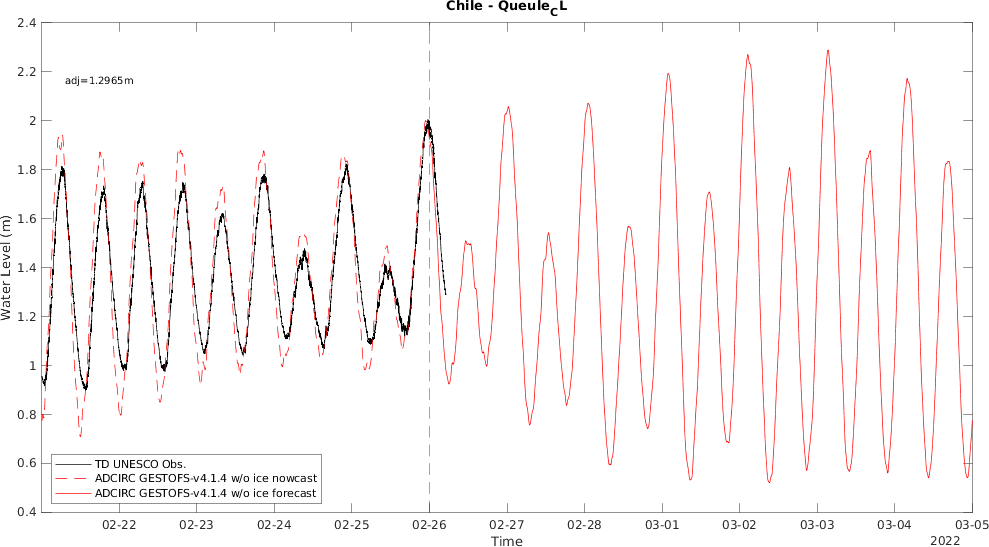 Chile - Queule_CL
2.4
2.2
2
1.8
1.6
1.4
1.2
1
0.8
0.6
0.4
Water Level (m)
adj=1.2965m
TD UNESCO Obs.
ADCIRC GESTOFS-v4.1.4 w/o ice nowcast
ADCIRC GESTOFS-v4.1.4 w/o ice forecast
02-22 02-23 02-24 02-25 02-26 02-27 02-28 03-01 03-02 03-03 03-04 03-05
Time
2022